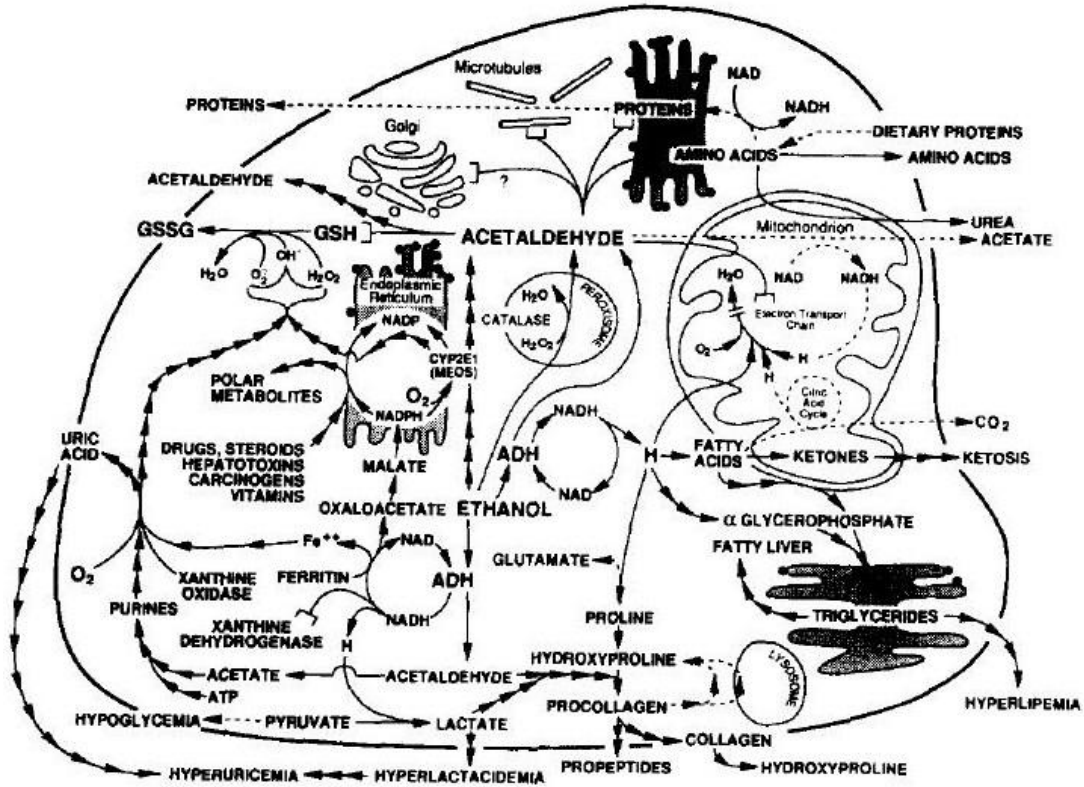 Microtubules
NAD
NADH
PROTEINS
PROTEINS
Golgi
DIETARY PROTEINS
AMINO ACIDS
AMINO ACIDS
ACETALDEHYDE
?
UREA
GSSG
GSH
ACETALDEHYDE
Mitochondrion
ACETATE
H₂O
O₂⁻
OH⁻
H₂O₂
Endoplasmic
Reticulum
NADP
H₂O
CATALASE
H₂O₂
PEROXISOME
H₂O
NAD
NADH
Electron Transport
Chain
O₂
H
H
Citric
Acid
Cycle
CYP2E1
(MEOS)
POLAR
METABOLITES
O₂
NADPH
NADH
CO₂
URIC
ACID
DRUGS, STEROIDS
HEPATOTOXINS
CARCINOGENS
VITAMINS
MALATE
ADH
H
FATTY
ACIDS
KETONES
KETOSIS
NAD
OXALOACETATE
ETHANOL
α GLYCEROPHOSPHATE
Fe⁺⁺
NAD
GLUTAMATE
FATTY LIVER
O₂
XANTHINE
OXIDASE
FERRITIN
ADH
PURINES
NADH
PROLINE
TRIGLYCERIDES
XANTHINE
DEHYDROGENASE
H
HYDROXYPROLINE
LYSOSOME
ACETATE
ACETALDEHYDE
ATP
PROCOLLAGEN
HYPERLIPEMIA
HYPOGLYCEMIA
PYRUVATE
LACTATE
COLLAGEN
HYPERURICEMIA
HYPERLACTACIDEMIA
PROPEPTIDES
HYDROXYPROLINE